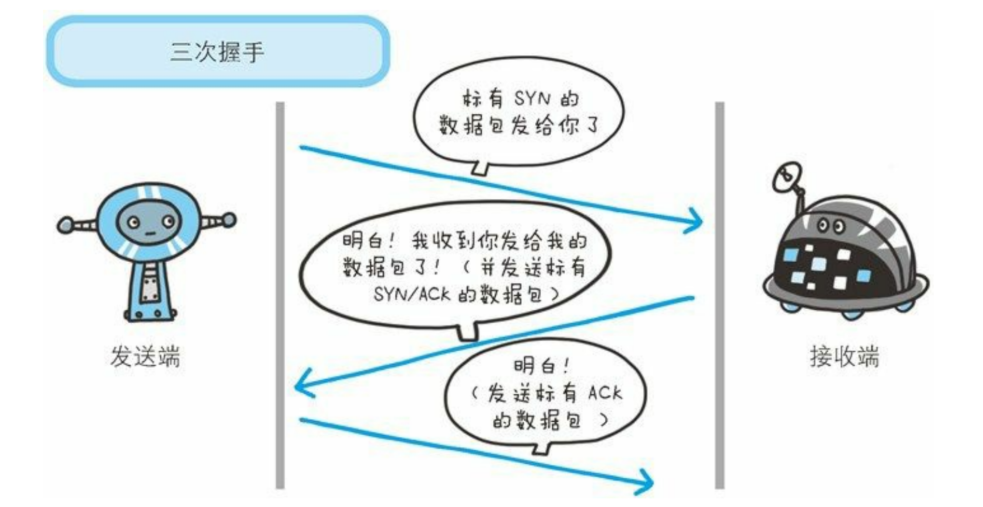 三次握手
标有 SYN 的
数据包发给你了
明白！我收到你发给我的
数据包了！（并发送标有
SYN/ACK 的数据包）
发送端
接收端
明白！
（发送标有 ACK
的数据包 ）